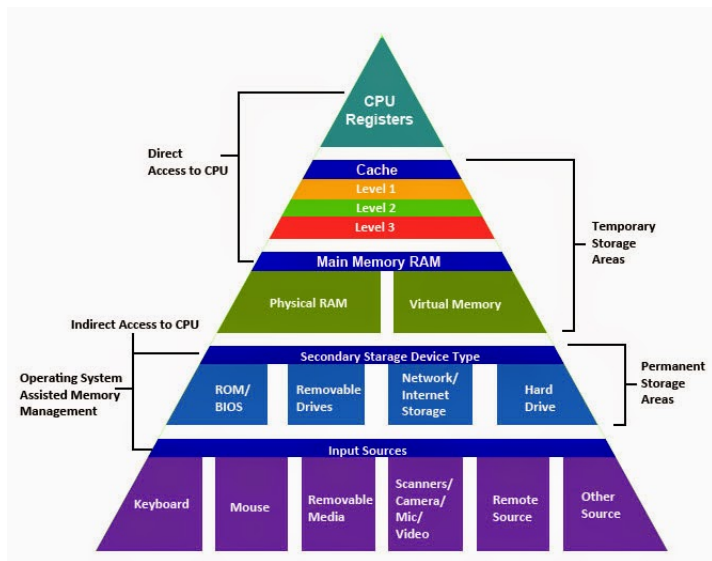 CPU
Registers
Direct
Access to CPU
Cache
Level 1
Level 2
Level 3
Temporary
Storage
Areas
Main Memory RAM
Physical RAM
Virtual Memory
Indirect Access to CPU
Operating System
Assisted Memory
Management
Secondary Starage Device Type
ROM/
BIOS
Removable
Drives
Network/
Internet
Storage
Hard
Drive
Permanent
Storage
Areas
Input Sources
Keyboard
Mouse
Removable
Media
Scanners/
Camera/
Mic/
Video
Remote
Source
Other
Source